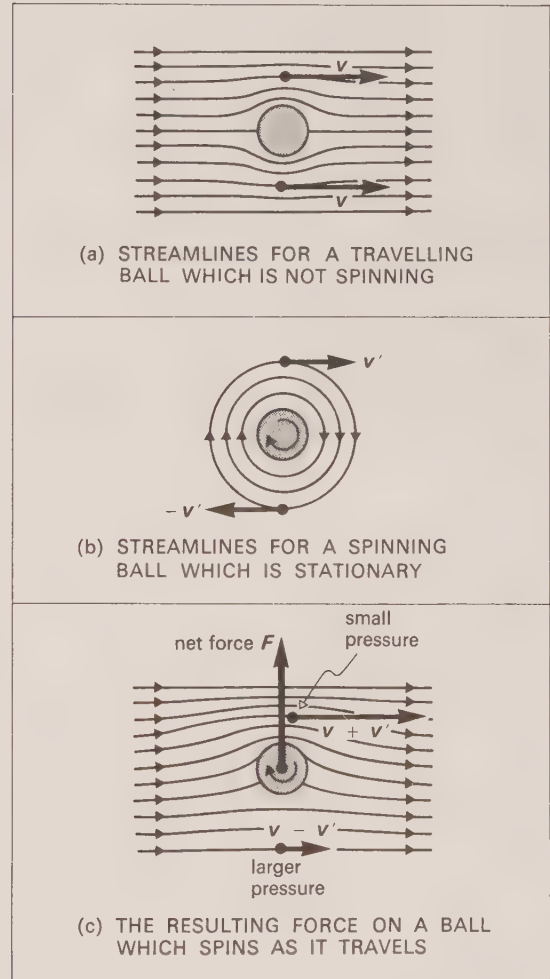 v
v
(a) STREAMLINES FOR A TRAVELLING
BALL WHICH IS NOT SPINNING
v′
− v′
(b) STREAMLINES FOR A SPINNING
BALL WHICH IS STATIONARY
small
pressure
net force F
v + v′
v − v′
larger
pressure
(c) THE RESULTING FORCE ON A BALL
WHICH SPINS AS IT TRAVELS